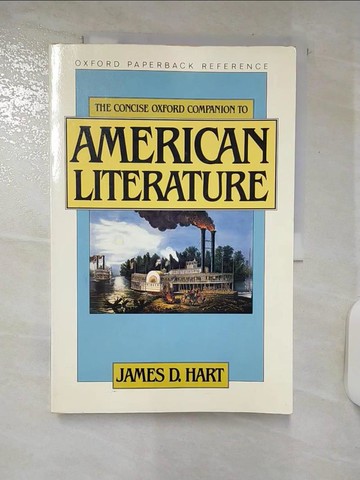 OXFORD PAPERBACK REFERENCE
THE CONCISE OXFORD COMPANION TO
AMERICAN
LITERATURE
JAMES D. HART